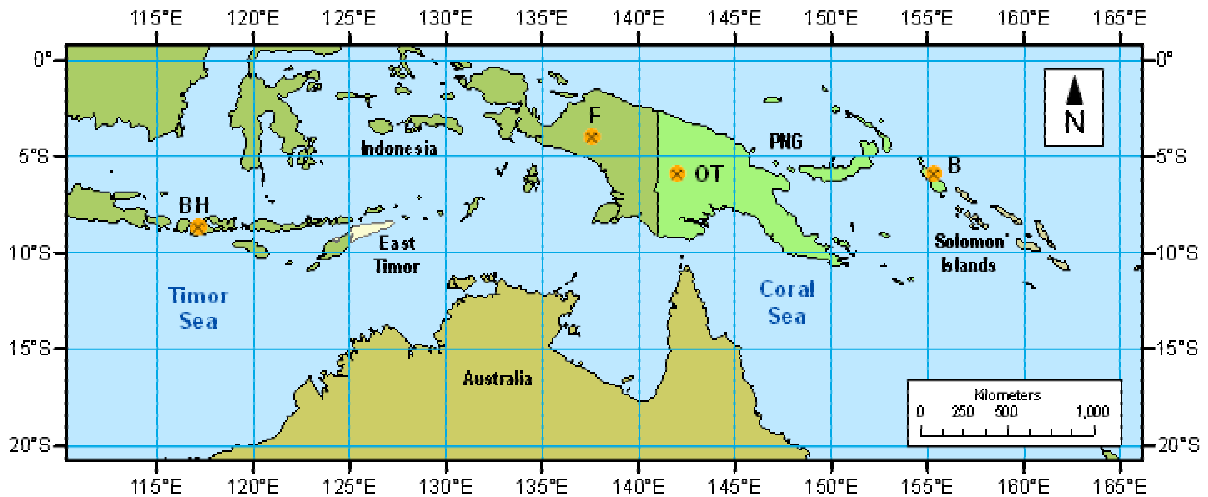 115°E 120°E 125°E 130°E 135°E 140°E 145°E 150°E 155°E 160°E 165°E
0° 0°
N
F
PNG
Indonesia
5°S 5°S
B
OT
BH
East
Timor
Solomon
Islands
10°S 10°S
Timor
Sea
Coral
Sea
15°S 15°S
Australia
Kilometers
0 250 500 1,000
20°S 20°S
115°E 120°E 125°E 130°E 135°E 140°E 145°E 150°E 155°E 160°E 165°E